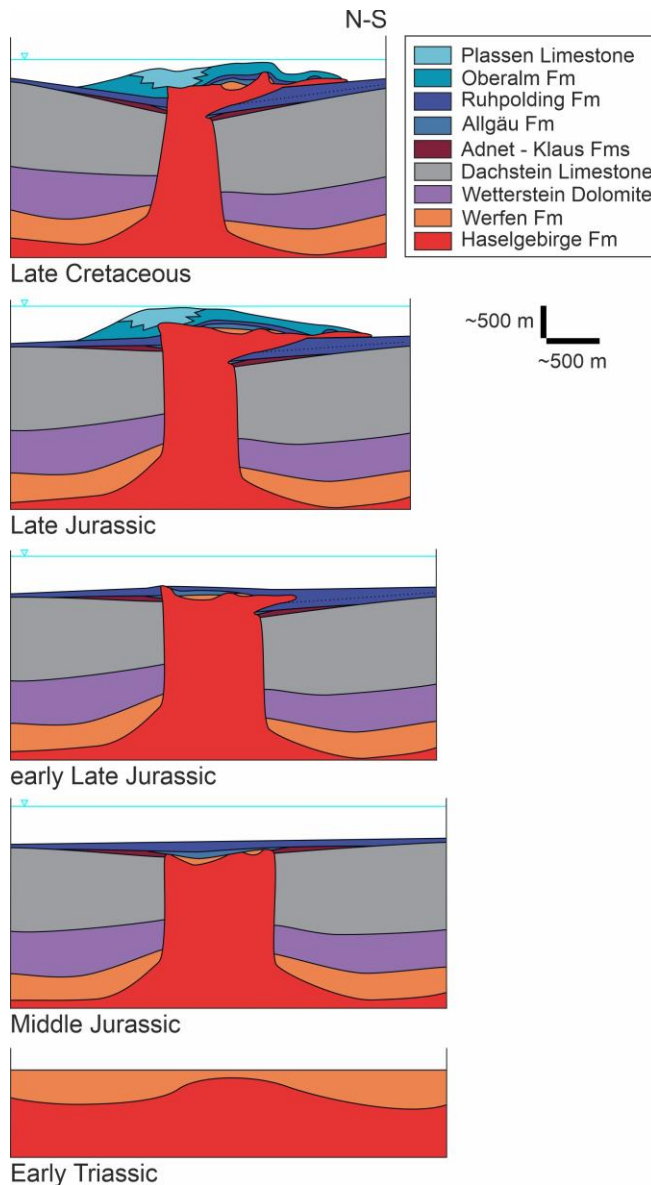 N-S
Plassen Limestone
Oberalm Fm
Ruhpolding Fm
Allgäu Fm
Adnet - Klaus Fms
Dachstein Limestone
Wetterstein Dolomite
Werfen Fm
Haselgebirge Fm
Late Cretaceous
~500 m
~500 m
Late Jurassic
early Late Jurassic
Middle Jurassic
Early Triassic